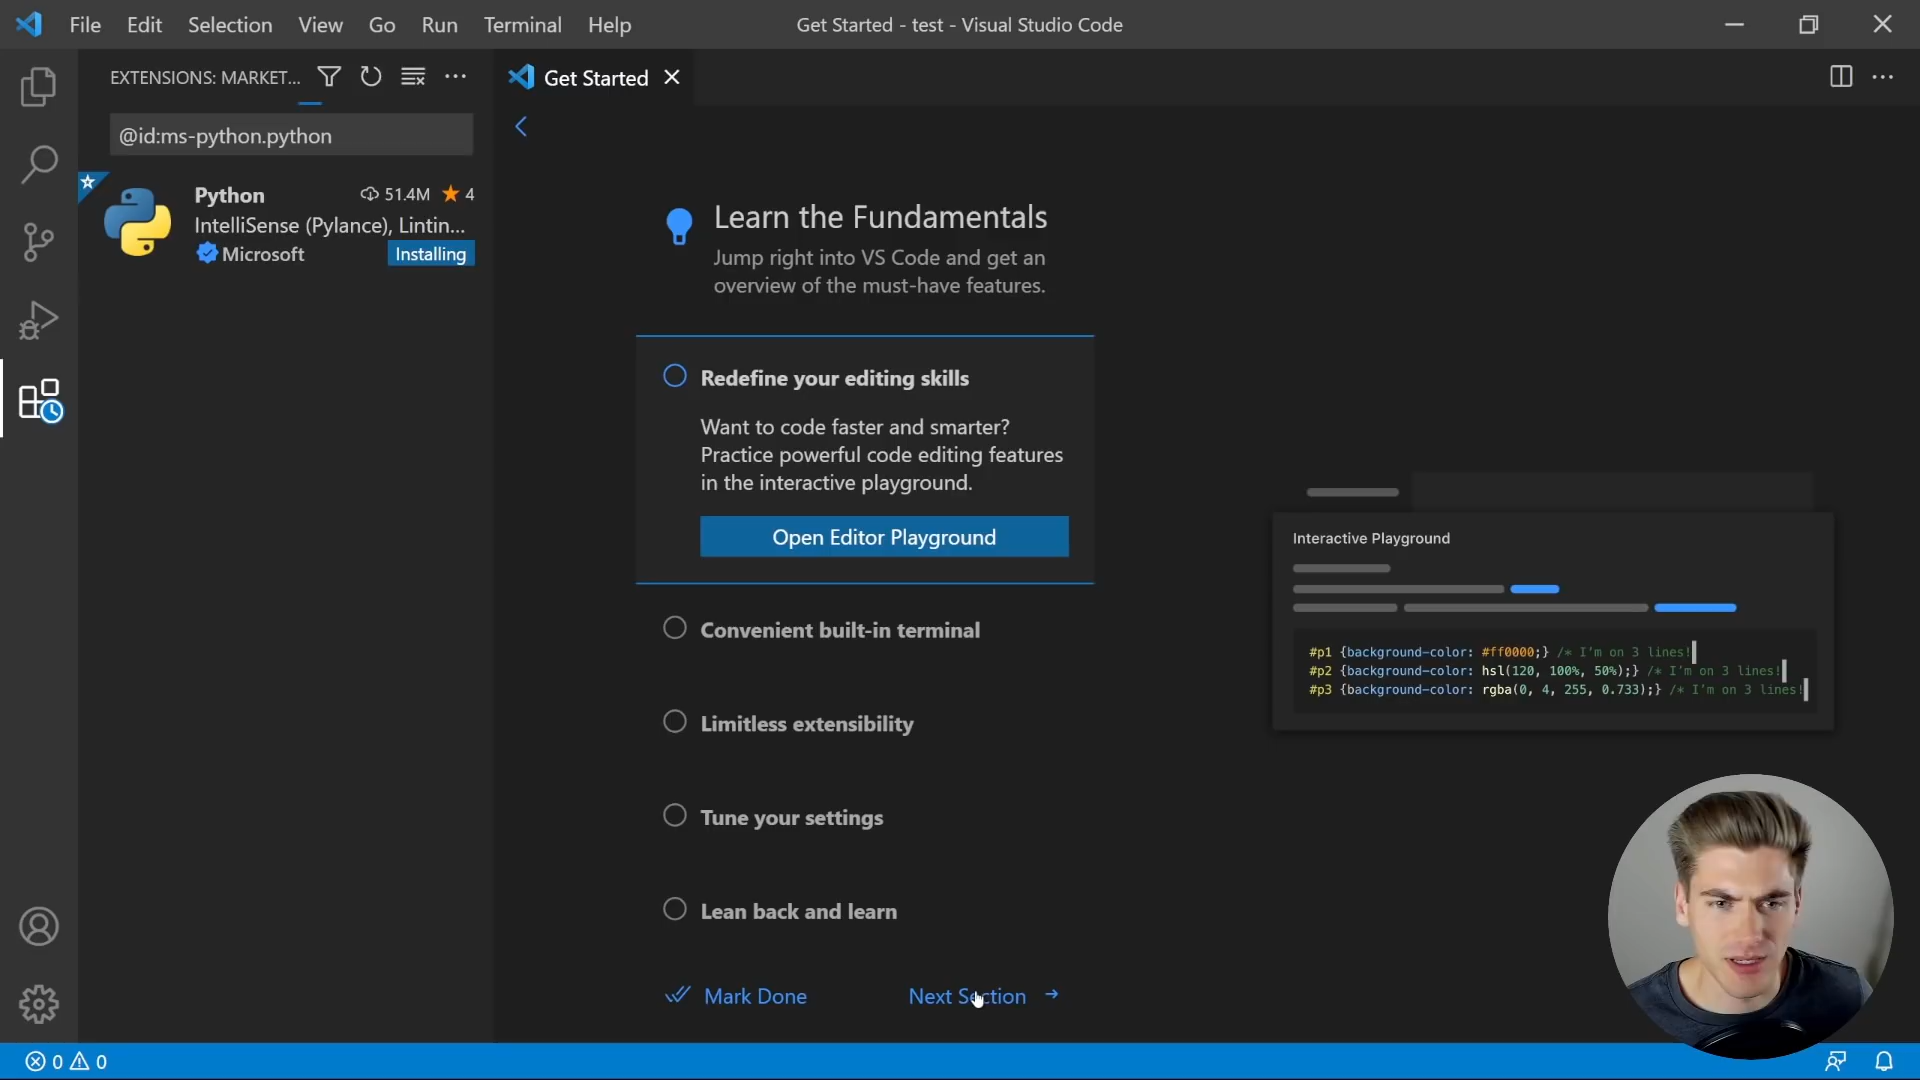 File Edit Selection View Go Run Terminal Help
Get Started - test - Visual Studio Code
EXTENSIONS: MARKET...
@id:ms-python.python
Python 51.4M 4
IntelliSense (Pylance), Lintin...
Microsoft Installing
Get Started
Learn the Fundamentals
Jump right into VS Code and get an
overview of the must-have features.
Redefine your editing skills
Want to code faster and smarter?
Practice powerful code editing features
in the interactive playground.
Open Editor Playground
Convenient built-in terminal
Limitless extensibility
Tune your settings
Lean back and learn
Mark Done Next Section
Interactive Playground
#p1 {background-color: #ff0000;} /* I'm on 3 lines!
#p2 {background-color: hsl(120, 100%, 50%);} /* I'm on 3 lines!
#p3 {background-color: rgba(0, 4, 255, 0.733);} /* I'm on 3 lines!
0 0